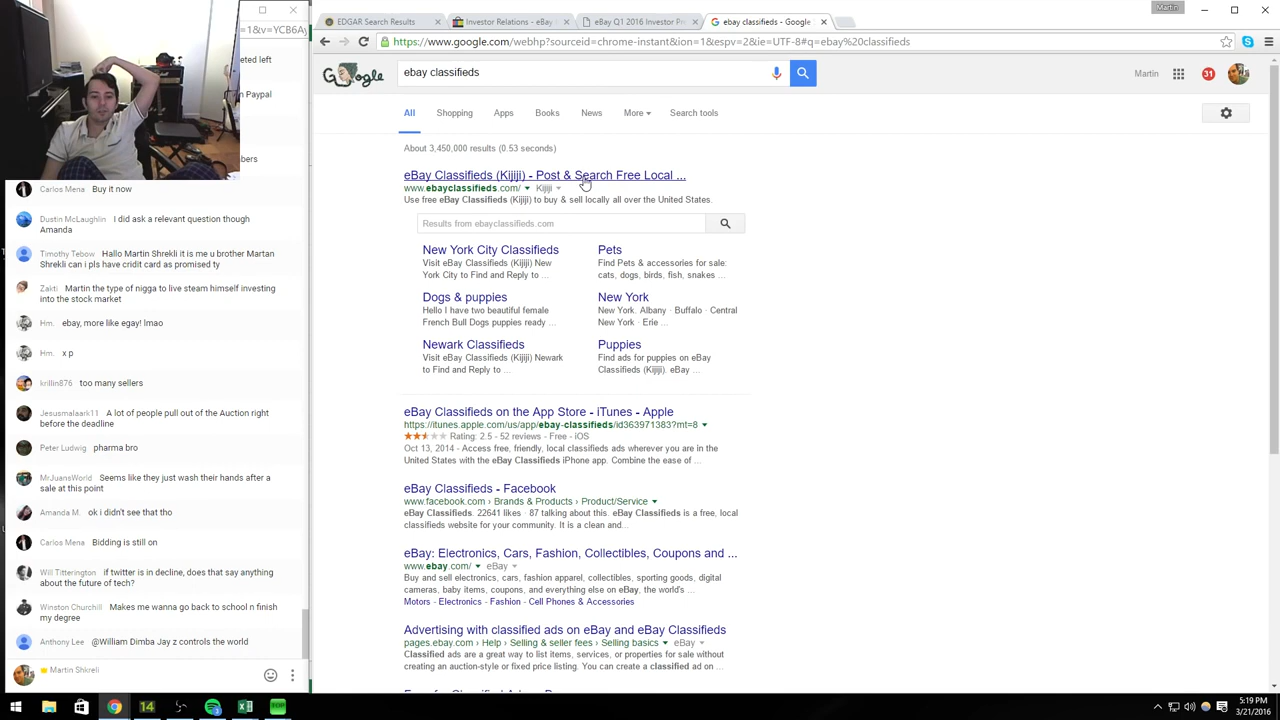 =1&v=YCB6Ay
eted left
n Paypal
bers
Carlos Mena Buy it now
Dustin McLaughlin I did ask a relevant question though
Amanda
Timothy Tebow Hallo Martin Shrekli it is me u brother Martan
Shrekli can i pls have cridit card as promised ty
Zakti Martin the type of nigga to live steam himself investing
into the stock market
Hm. ebay, more like egay! lmao
Hm. x p
krillin876 too many sellers
Jesusmalaark11 A lot of people pull out of the Auction right
before the deadline
Peter Ludwig pharma bro
MrJuansWorld Seems like they just wash their hands after a
sale at this point
Amanda M. ok i didn't see that tho
Carlos Mena Bidding is still on
Will Titterington if twitter is in decline, does that say anything
about the future of tech?
Winston Churchill Makes me wanna go back to school n finish
my degree
Anthony Lee @William Dimba Jay z controls the world
Martin Shkreli
EDGAR Search Results
Investor Relations - eBay
eBay Q1 2016 Investor Pre
ebay classifieds - Google S
Martin
https://www.google.com/webhp?sourceid=chrome-instant&ion=1&espv=2&ie=UTF-8#q=ebay%20classifieds
Google
ebay classifieds
Martin
31
All Shopping Apps Books News More Search tools
About 3,450,000 results (0.53 seconds)
eBay Classifieds (Kijiji) - Post & Search Free Local ...
www.ebayclassifieds.com/ Kijiji
Use free eBay Classifieds (Kijiji) to buy & sell locally all over the United States.
Results from ebayclassifieds.com
New York City Classifieds
Visit eBay Classifieds (Kijiji) New
York City to Find and Reply to ...
Pets
Find Pets & accessories for sale:
cats, dogs, birds, fish, snakes ...
Dogs & puppies
Hello I have two beautiful female
French Bull Dogs puppies ready ...
New York
New York. Albany · Buffalo · Central
New York · Erie ...
Newark Classifieds
Visit eBay Classifieds (Kijiji) Newark
to Find and Reply to ...
Puppies
Find ads for puppies on eBay
Classifieds (Kijiji). eBay ...
eBay Classifieds on the App Store - iTunes - Apple
https://itunes.apple.com/us/app/ebay-classifieds/id363971383?mt=8
Rating: 2.5 - 52 reviews - Free - iOS
Oct 13, 2014 - Access free, friendly, local classifieds ads wherever you are in the
United States with the eBay Classifieds iPhone app. Combine the ease of ...
eBay Classifieds - Facebook
www.facebook.com › Brands & Products › Product/Service
eBay Classifieds. 22641 likes · 87 talking about this. eBay Classifieds is a free, local
classifieds website for your community. It is a clean and...
eBay: Electronics, Cars, Fashion, Collectibles, Coupons and ...
www.ebay.com/ eBay
Buy and sell electronics, cars, fashion apparel, collectibles, sporting goods, digital
cameras, baby items, coupons, and everything else on eBay, the world's ...
Motors - Electronics - Fashion - Cell Phones & Accessories
Advertising with classified ads on eBay and eBay Classifieds
pages.ebay.com › Help › Selling & seller fees › Selling basics eBay
Classified ads are a great way to list items, services, or properties for sale without
creating an auction-style or fixed price listing. You can create a classified ad on ...
14
TOP
5:19 PM
3/21/2016